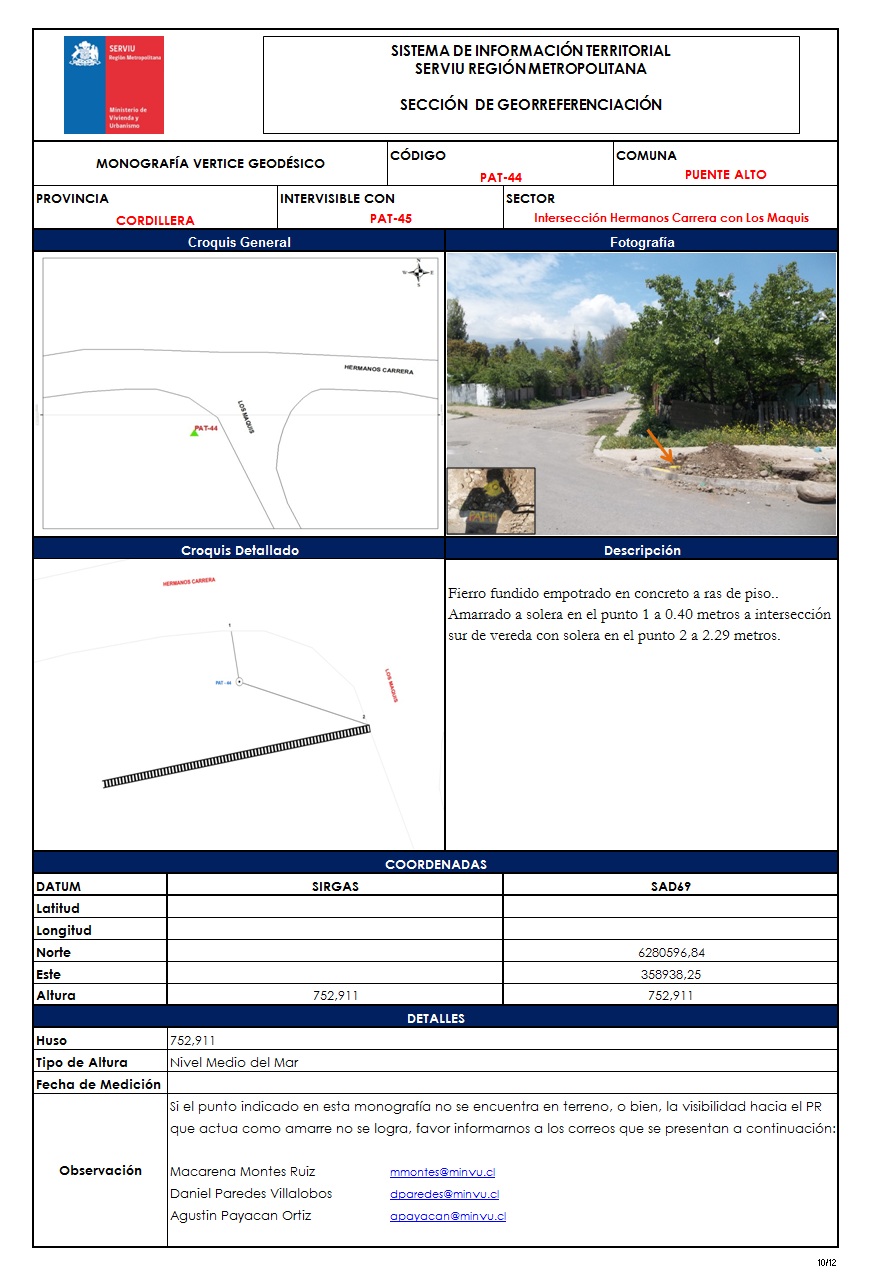 SERVIU
Región Metropolitana
Ministerio de
Vivienda y
Urbanismo
SISTEMA DE INFORMACIÓN TERRITORIAL
SERVIU REGIÓN METROPOLITANA
SECCIÓN DE GEORREFERENCIACIÓN
MONOGRAFÍA VERTICE GEODÉSICO
CÓDIGO
PAT-44
COMUNA
PUENTE ALTO
PROVINCIA
CORDILLERA
INTERVISIBLE CON
PAT-45
SECTOR
Intersección Hermanos Carrera con Los Maquis
Croquis General
Fotografía
N
W E
S
HERMANOS CARRERA
LOS MAQUIS
PAT-44
Croquis Detallado
Descripción
HERMANOS CARRERA
1
PAT - 44
LOS MAQUIS
2
Fierro fundido empotrado en concreto a ras de piso..
Amarrado a solera en el punto 1 a 0.40 metros a intersección
sur de vereda con solera en el punto 2 a 2.29 metros.
COORDENADAS
DATUM SIRGAS SAD69
Latitud
Longitud
Norte 6280596,84
Este 358938,25
Altura 752,911 752,911
DETALLES
Huso 752,911
Tipo de Altura Nivel Medio del Mar
Fecha de Medición
Observación
Si el punto indicado en esta monografía no se encuentra en terreno, o bien, la visibilidad hacia el PR
que actua como amarre no se logra, favor informarnos a los correos que se presentan a continuación:
Macarena Montes Ruiz mmontes@minvu.cl
Daniel Paredes Villalobos dparedes@minvu.cl
Agustin Payacan Ortiz apayacan@minvu.cl
10/12